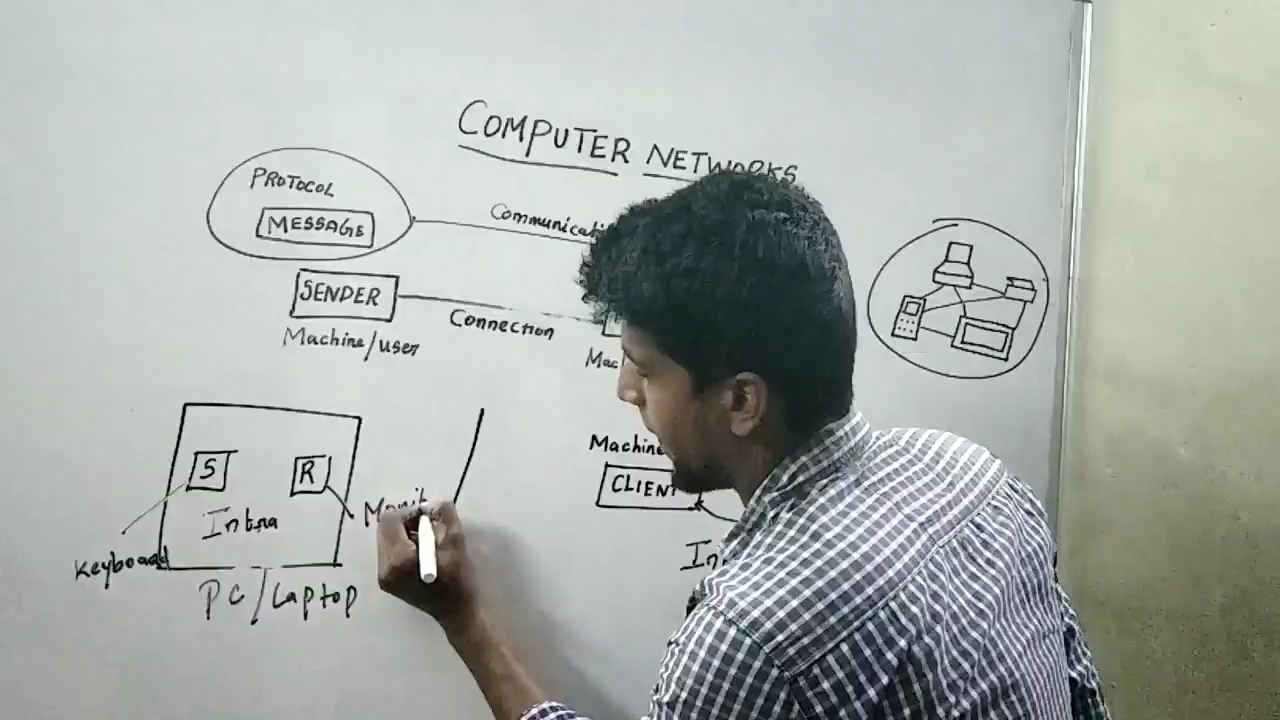 COMPUTER NETWORKS
PROTOCOL
MESSAGE
SENDER
Connection
Machine/user
Machine
CLIENT
S
R
Intra
Keyboard
PC/Laptop